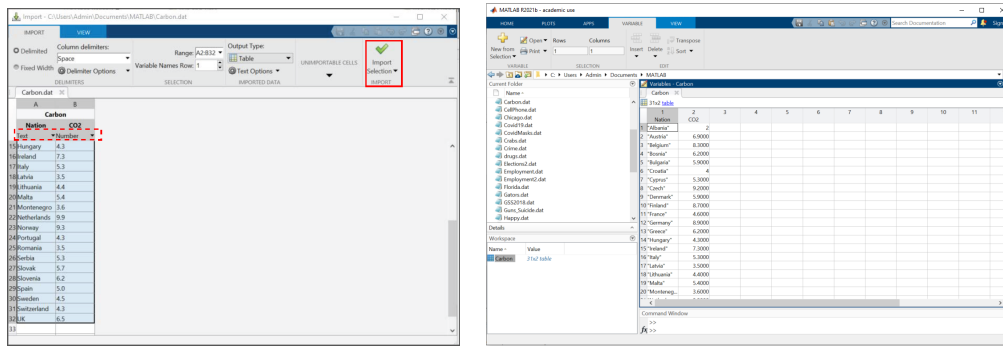 Import - C:\Users\Admin\Documents\MATLAB\Carbon.dat
IMPORT VIEW
Delimited
Fixed Width
Column delimiters:
Space
Delimiter Options
DELIMITERS
Range: A2:B32
Variable Names Row: 1
SELECTION
Output Type:
Table
Text Options
IMPORTED DATA
UNIMPORTABLE CELLS
Import
Selection
IMPORT
Carbon.dat
A B
Carbon
Nation CO2
Text Number
15 Hungary 4.3
16 Ireland 7.3
17 Italy 5.3
18 Latvia 3.5
19 Lithuania 4.4
20 Malta 5.4
21 Montenegro 3.6
22 Netherlands 9.9
23 Norway 9.3
24 Portugal 4.3
25 Romania 3.5
26 Serbia 5.3
27 Slovak 5.7
28 Slovenia 6.2
29 Spain 5.0
30 Sweden 4.5
31 Switzerland 4.3
32 UK 6.5
33
MATLAB R2021b - academic use
HOME PLOTS APPS VARIABLE VIEW
Search Documentation
Sign
New from
Selection
Open
Print
VARIABLE
Rows Columns
1 1
SELECTION
Insert Delete
Transpose
Sort
EDIT
C: Users Admin Documents MATLAB
Current Folder
Name
Carbon.dat
CellPhone.dat
Chicago.dat
Covid19.dat
CovidMasks.dat
Crabs.dat
Crime.dat
drugs.dat
Elections2.dat
Employment.dat
Employment2.dat
Florida.dat
Gators.dat
GSS2018.dat
Guns_Suicide.dat
Happy.dat
Details
Workspace
Name Value
Carbon 31x2 table
Variables - Carbon
Carbon
31x2 table
1 2 3 4 5 6 7 8 9 10 11
Nation CO2
1 "Albania" 2
2 "Austria" 6.9000
3 "Belgium" 8.3000
4 "Bosnia" 6.2000
5 "Bulgaria" 5.9000
6 "Croatia" 4
7 "Cyprus" 5.3000
8 "Czech" 9.2000
9 "Denmark" 5.9000
10 "Finland" 8.7000
11 "France" 4.6000
12 "Germany" 8.9000
13 "Greece" 6.2000
14 "Hungary" 4.3000
15 "Ireland" 7.3000
16 "Italy" 5.3000
17 "Latvia" 3.5000
18 "Lithuania" 4.4000
19 "Malta" 5.4000
20 "Monteneg... 3.6000
Command Window
>>
fx >>